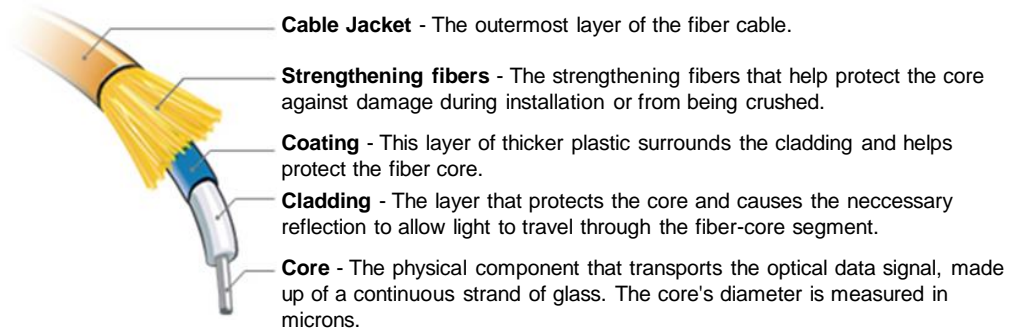 Cable Jacket - The outermost layer of the fiber cable.
Strengthening fibers - The strengthening fibers that help protect the core
against damage during installation or from being crushed.
Coating - This layer of thicker plastic surrounds the cladding and helps
protect the fiber core.
Cladding - The layer that protects the core and causes the neccessary
reflection to allow light to travel through the fiber-core segment.
Core - The physical component that transports the optical data signal, made
up of a continuous strand of glass. The core's diameter is measured in
microns.